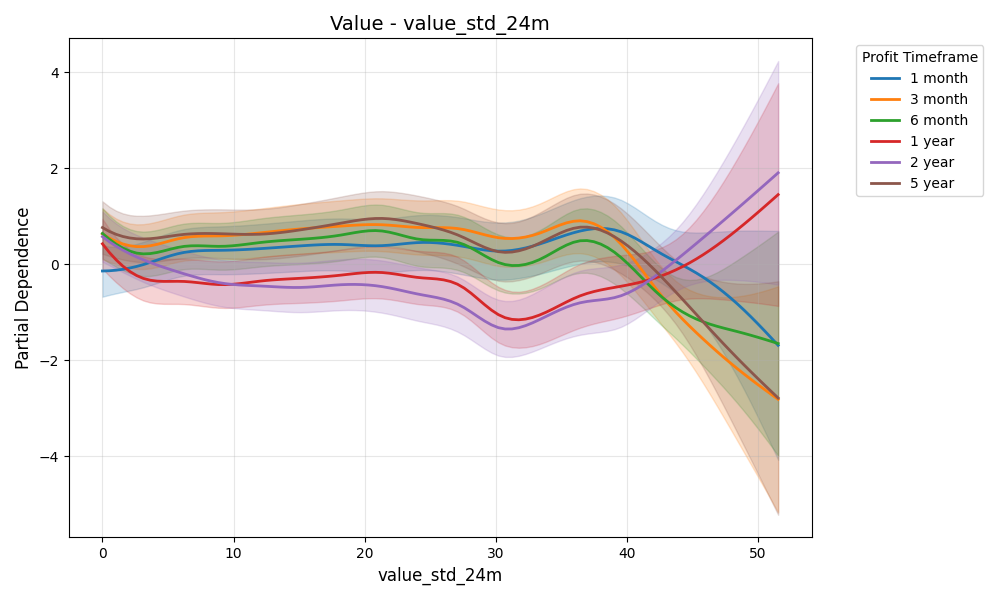 Value - value_std_24m
Profit Timeframe
1 month
3 month
6 month
1 year
2 year
5 year
Partial Dependence
4
2
0
−2
−4
0 10 20 30 40 50
value_std_24m